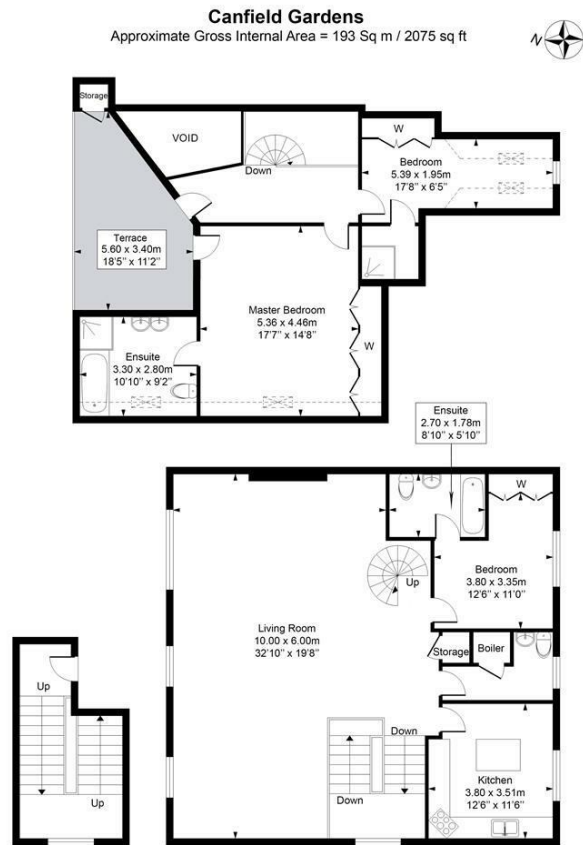 Canfield Gardens
Approximate Gross Internal Area = 193 Sq m / 2075 sq ft
N
Storage
VOID
Down
W
Bedroom
5.39 x 1.95m
17'8" x 6'5"
Terrace
5.60 x 3.40m
18'5" x 11'2"
Master Bedroom
5.36 x 4.46m
17'7" x 14'8"
W
Ensuite
3.30 x 2.80m
10'10" x 9'2"
Ensuite
2.70 x 1.78m
8'10" x 5'10"
W
Up
Bedroom
3.80 x 3.35m
12'6" x 11'0"
Living Room
10.00 x 6.00m
32'10" x 19'8"
Storage
Boiler
Up
Up
Down
Down
Kitchen
3.80 x 3.51m
12'6" x 11'6"